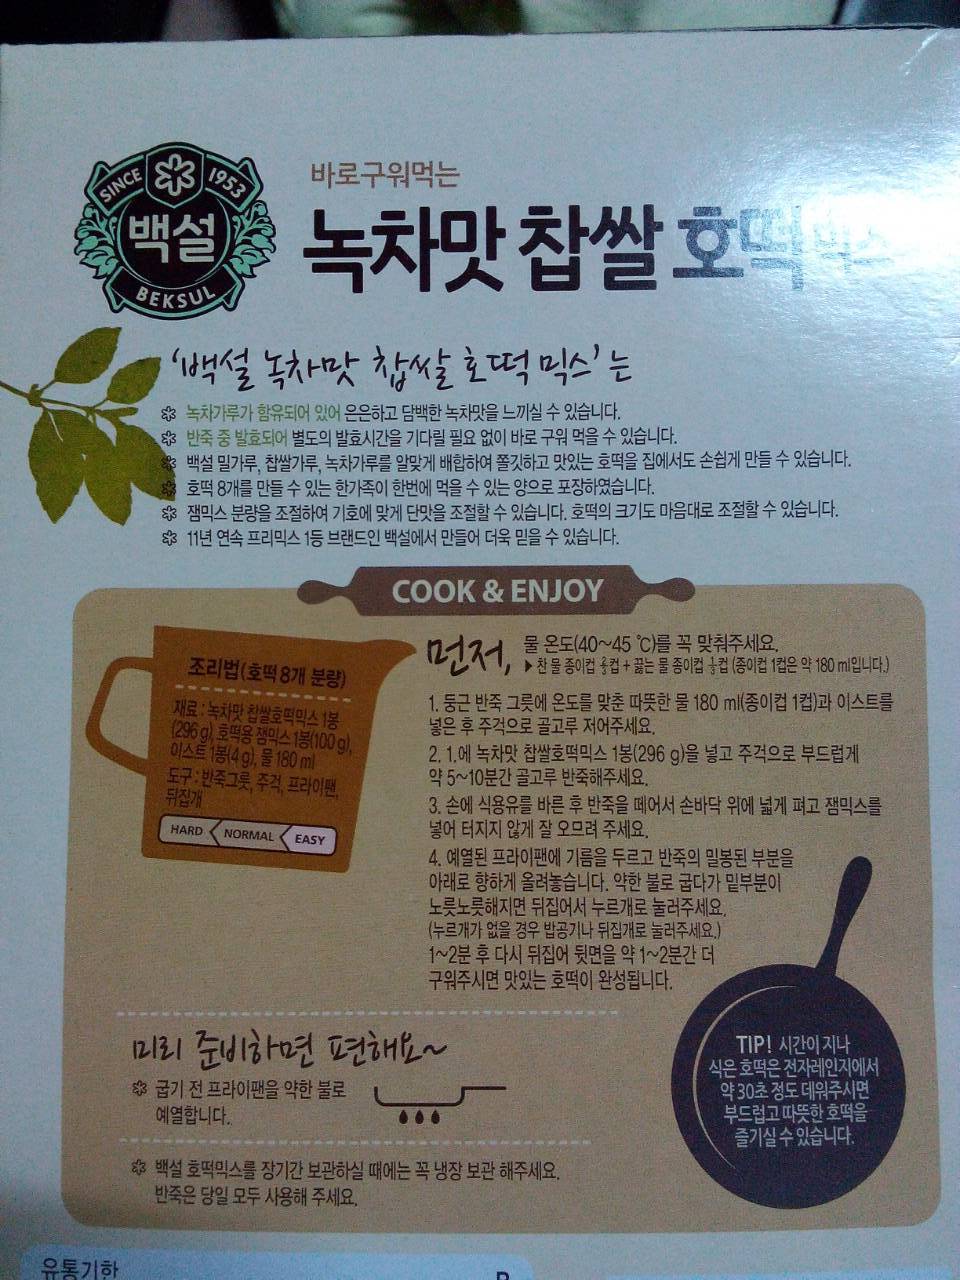 SINCE 1953
백설
BEKSUL
바로구워먹는
녹차맛 찹쌀 호떡믹스
'백설 녹차맛 찹쌀 호떡 믹스'는
녹차가루가 함유되어 있어 은은하고 담백한 녹차맛을 느끼실 수 있습니다.
반죽 중 발효되어 별도의 발효시간을 기다릴 필요 없이 바로 구워 먹을 수 있습니다.
백설 밀가루, 찹쌀가루, 녹차가루를 알맞게 배합하여 쫄깃하고 맛있는 호떡을 집에서도 손쉽게 만들 수 있습니다.
호떡 8개를 만들 수 있는 한가족이 한번에 먹을 수 있는 양으로 포장하였습니다.
잼믹스 분량을 조절하여 기호에 맞게 단맛을 조절할 수 있습니다. 호떡의 크기도 마음대로 조절할 수 있습니다.
11년 연속 프리믹스 1등 브랜드인 백설에서 만들어 더욱 믿을 수 있습니다.
COOK & ENJOY
조리법(호떡 8개 분량)
재료 : 녹차맛 찹쌀호떡믹스 1봉
(296 g), 호떡용 잼믹스 1봉(100 g),
이스트 1봉(4 g), 물 180 ml
도구 : 반죽그릇, 주걱, 프라이팬,
뒤집개
HARD NORMAL EASY
먼저, 물 온도(40~45 ℃)를 꼭 맞춰주세요.
▶ 찬 물 종이컵 컵 + 끓는 물 종이컵 컵 (종이컵 1컵은 약 180 ml입니다.)
1. 둥근 반죽 그릇에 온도를 맞춘 따뜻한 물 180 ml(종이컵 1컵)과 이스트를
넣은 후 주걱으로 골고루 저어주세요.
2. 1.에 녹차맛 찹쌀호떡믹스 1봉(296 g)을 넣고 주걱으로 부드럽게
약 5~10분간 골고루 반죽해주세요.
3. 손에 식용유를 바른 후 반죽을 떼어서 손바닥 위에 넓게 펴고 잼믹스를
넣어 터지지 않게 잘 오므려 주세요.
4. 예열된 프라이팬에 기름을 두르고 반죽의 밀봉된 부분을
아래로 향하게 올려놓습니다. 약한 불로 굽다가 밑부분이
노릇노릇해지면 뒤집어서 누르개로 눌러주세요.
(누르개가 없을 경우 밥공기나 뒤집개로 눌러주세요.)
1~2분 후 다시 뒤집어 뒷면을 약 1~2분간 더
구워주시면 맛있는 호떡이 완성됩니다.
미리 준비하면 편해요~
굽기 전 프라이팬을 약한 불로
예열합니다.
백설 호떡믹스를 장기간 보관하실 때에는 꼭 냉장 보관 해주세요.
반죽은 당일 모두 사용해 주세요.
TIP! 시간이 지나
식은 호떡은 전자레인지에서
약 30초 정도 데워주시면
부드럽고 따뜻한 호떡을
즐기실 수 있습니다.
유통기한